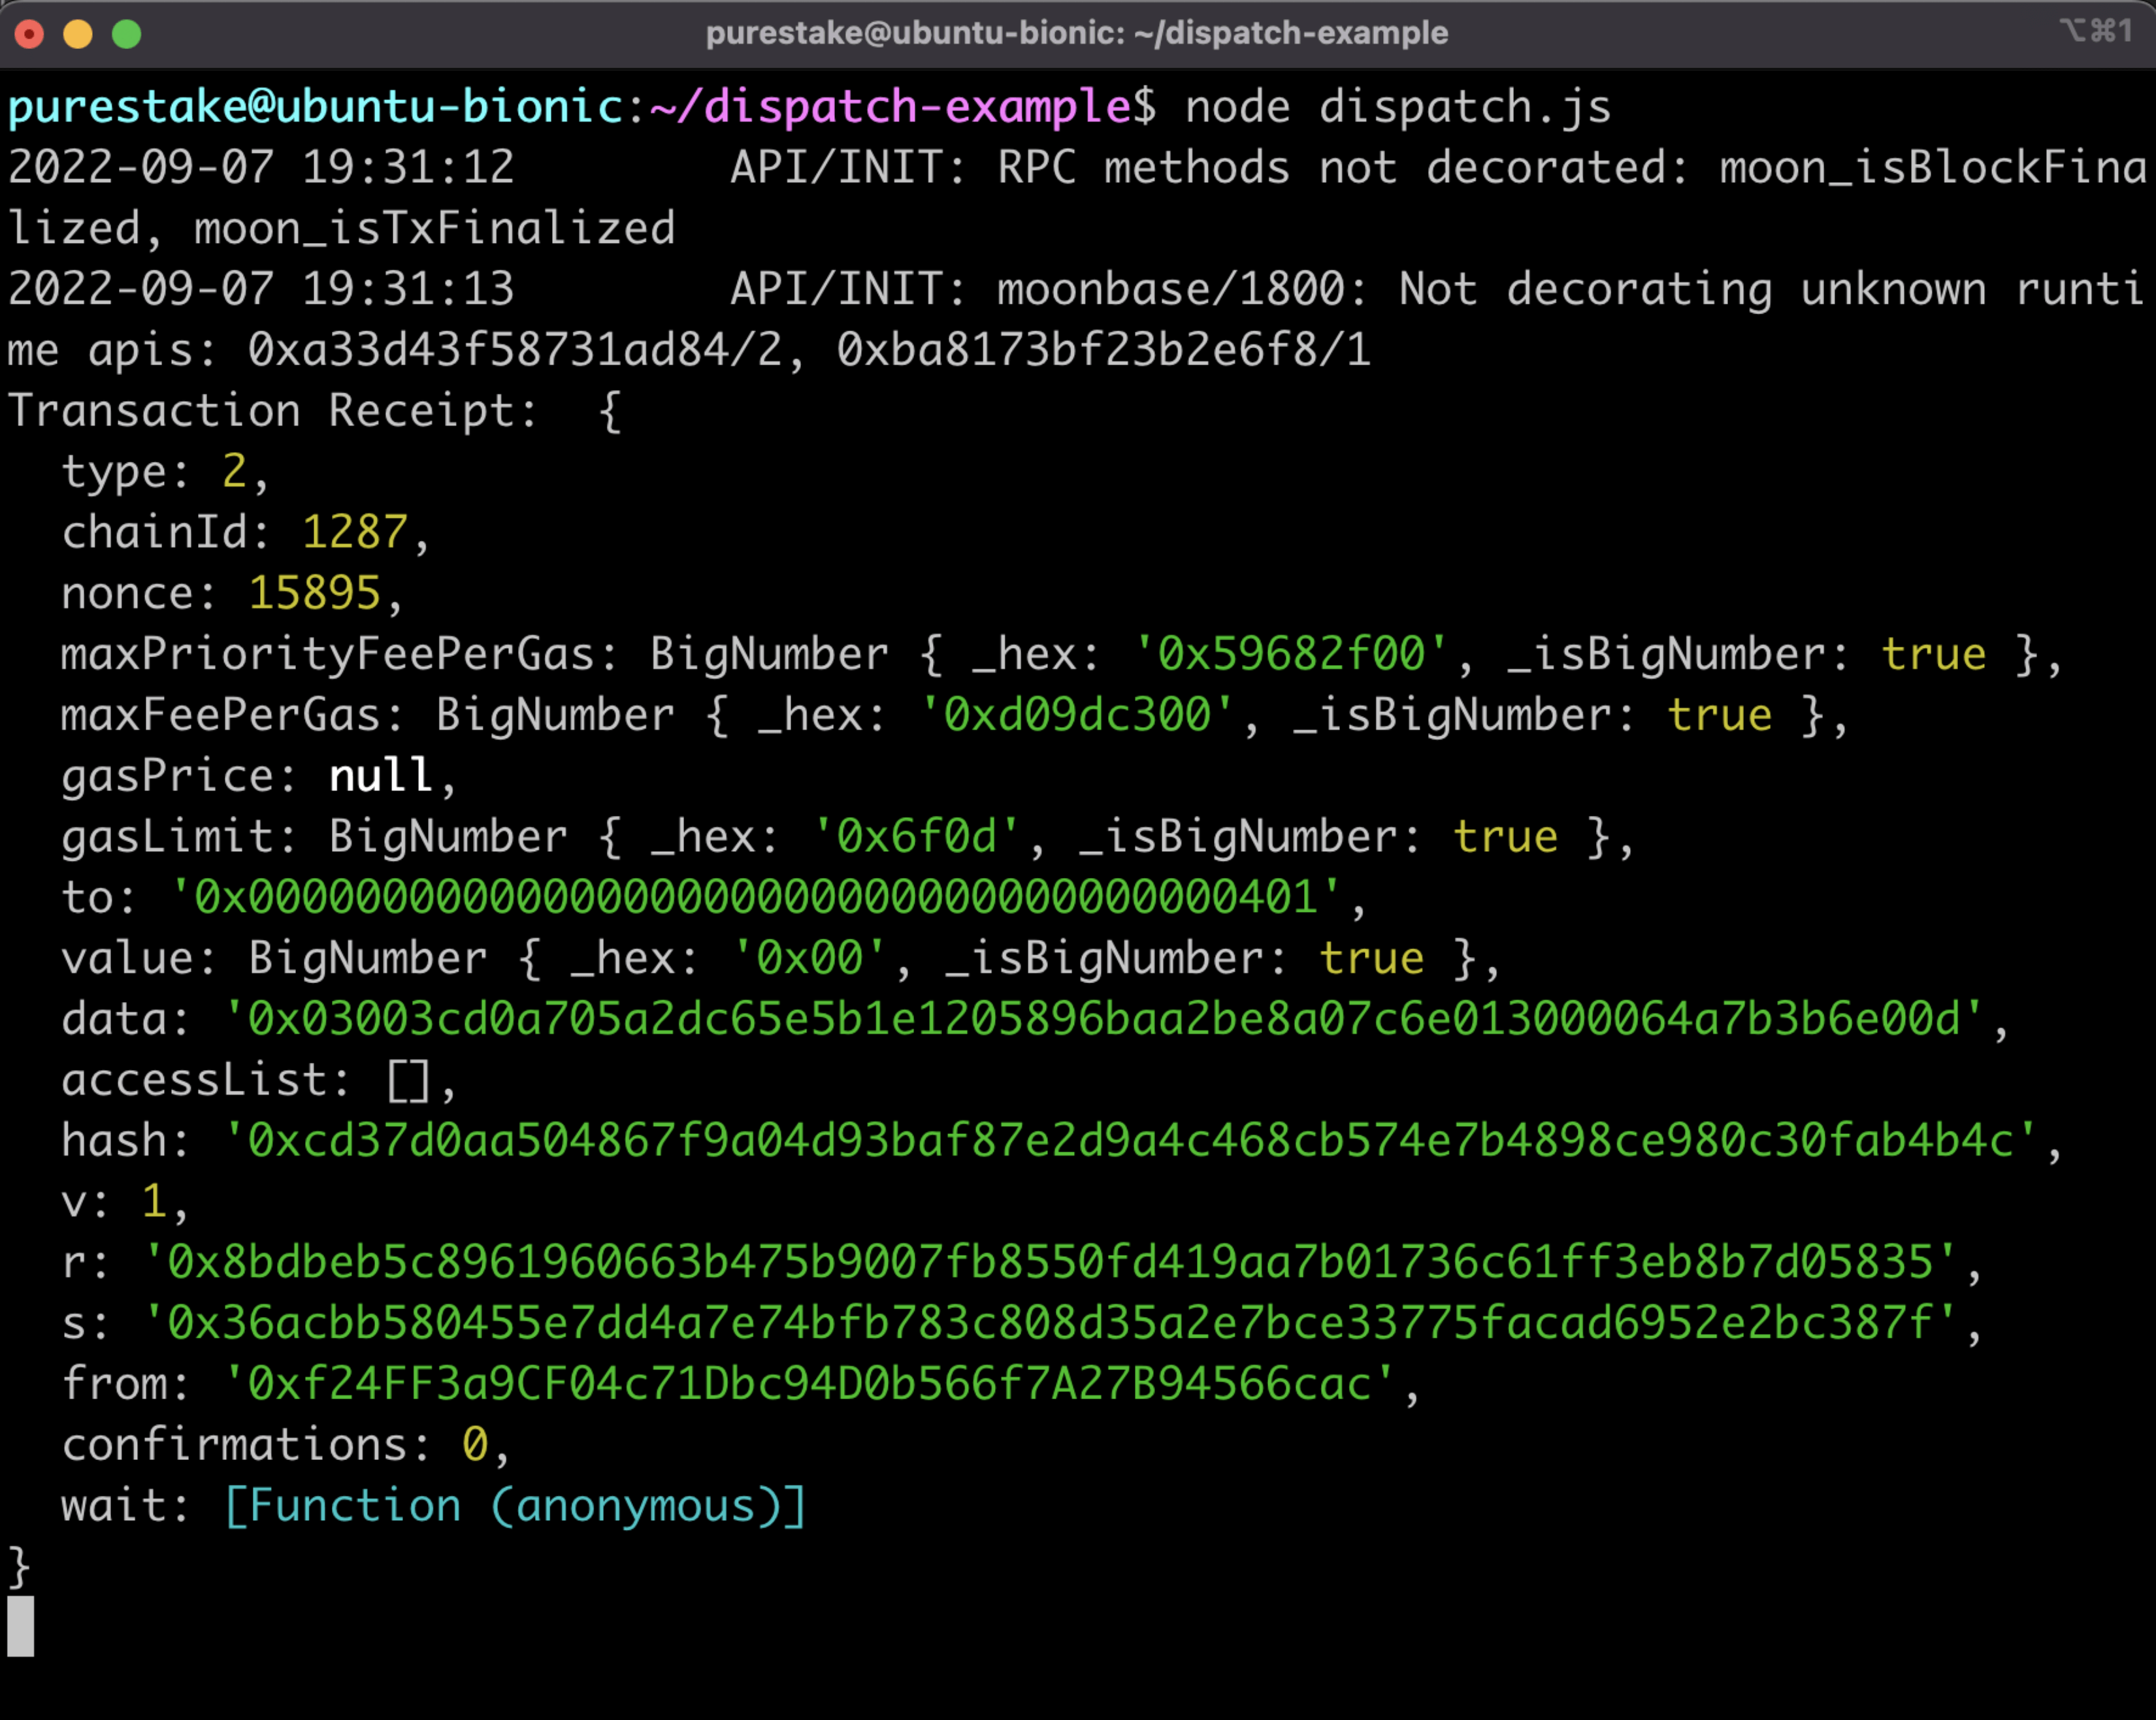 purestake@ubuntu-bionic: ~/dispatch-example
⌥⌘1
purestake@ubuntu-bionic:~/dispatch-example$ node dispatch.js
2022-09-07 19:31:12        API/INIT: RPC methods not decorated: moon_isBlockFina
lized, moon_isTxFinalized
2022-09-07 19:31:13        API/INIT: moonbase/1800: Not decorating unknown runti
me apis: 0xa33d43f58731ad84/2, 0xba8173bf23b2e6f8/1
Transaction Receipt:  {
  type: 2,
  chainId: 1287,
  nonce: 15895,
  maxPriorityFeePerGas: BigNumber { _hex: '0x59682f00', _isBigNumber: true },
  maxFeePerGas: BigNumber { _hex: '0xd09dc300', _isBigNumber: true },
  gasPrice: null,
  gasLimit: BigNumber { _hex: '0x6f0d', _isBigNumber: true },
  to: '0x0000000000000000000000000000000000000401',
  value: BigNumber { _hex: '0x00', _isBigNumber: true },
  data: '0x03003cd0a705a2dc65e5b1e1205896baa2be8a07c6e013000064a7b3b6e00d',
  accessList: [],
  hash: '0xcd37d0aa504867f9a04d93baf87e2d9a4c468cb574e7b4898ce980c30fab4b4c',
  v: 1,
  r: '0x8bdbeb5c8961960663b475b9007fb8550fd419aa7b01736c61ff3eb8b7d05835',
  s: '0x36acbb580455e7dd4a7e74bfb783c808d35a2e7bce33775facad6952e2bc387f',
  from: '0xf24FF3a9CF04c71Dbc94D0b566f7A27B94566cac',
  confirmations: 0,
  wait: [Function (anonymous)]
}